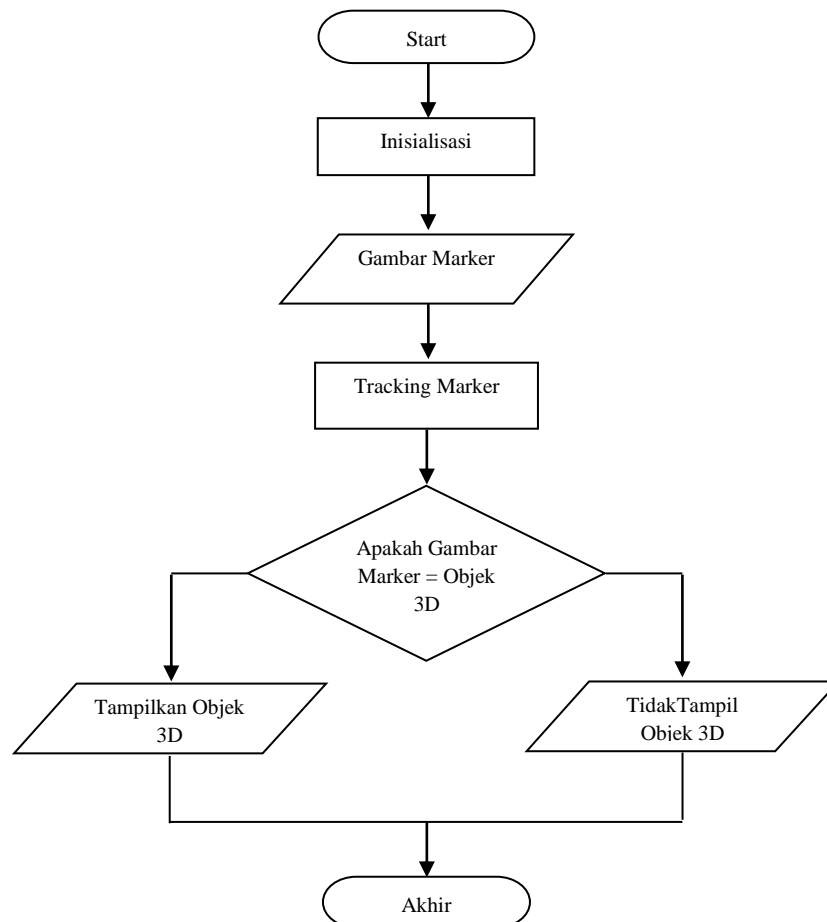 Start
Inisialisasi
Gambar Marker
Tracking Marker
Apakah Gambar
Marker = Objek
3D
Tampilkan Objek
3D
TidakTampil
Objek 3D
Akhir